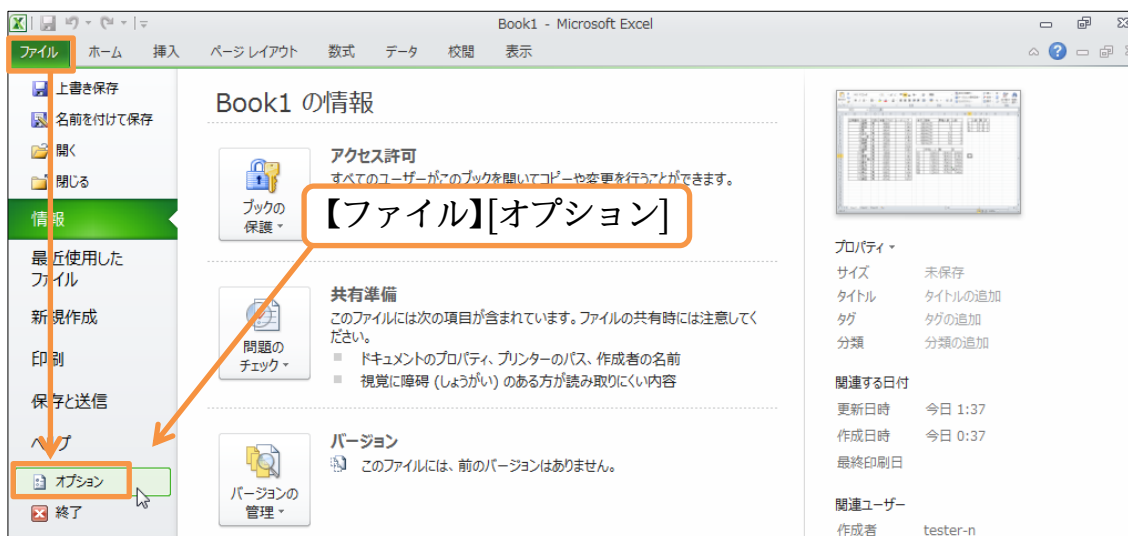 Book1 - Microsoft Excel
ファイル ホーム 挿入 ページ レイアウト 数式 データ 校閲 表示
上書き保存
名前を付けて保存
開く
閉じる
情報
最近使用した
ファイル
新規作成
印刷
保存と送信
ヘルプ
オプション
終了
Book1 の情報
アクセス許可
すべてのユーザーがこのブックを開いてコピーや変更を行うことができます。
ブックの
保護
【ファイル】[オプション]
共有準備
このファイルには次の項目が含まれています。ファイルの共有時には注意してく
ださい。
ドキュメントのプロパティ、プリンターのパス、作成者の名前
視覚に障碍 (しょうがい) のある方が読み取りにくい内容
問題の
チェック
バージョン
このファイルには、前のバージョンはありません。
バージョンの
管理
プロパティ
サイズ 未保存
タイトル タイトルの追加
タグ タグの追加
分類 分類の追加
関連する日付
更新日時 今日 1:37
作成日時 今日 0:37
最終印刷日
関連ユーザー
作成者 tester-n